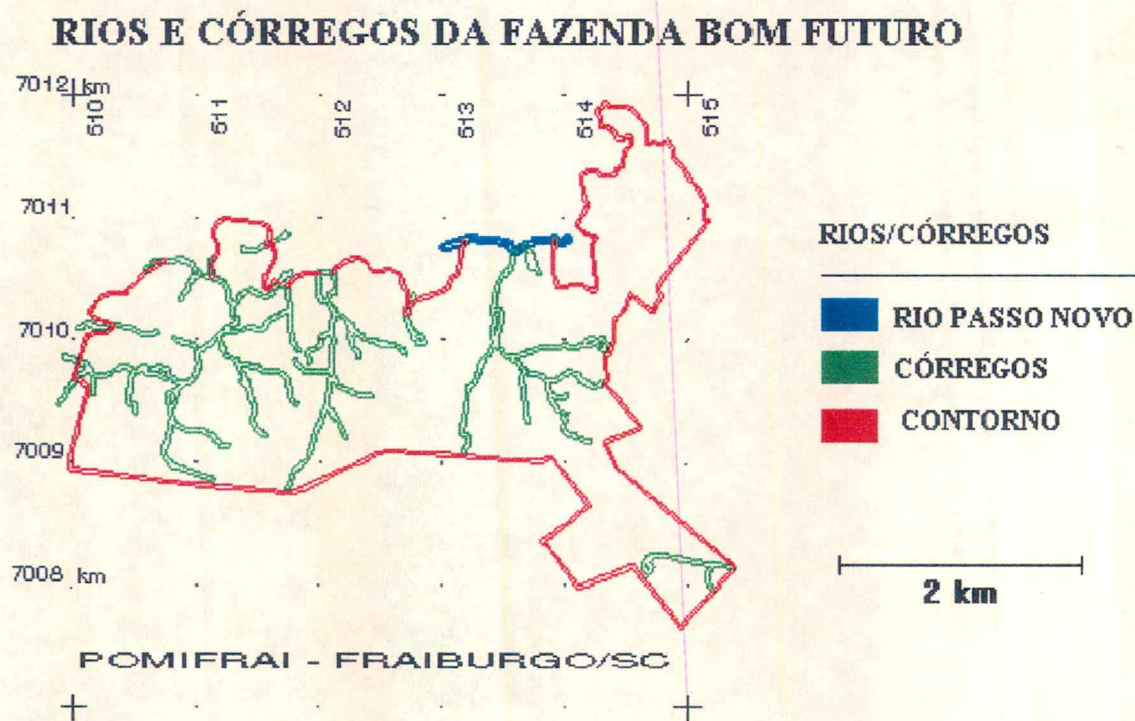 RIOS E CÓRREGOS DA FAZENDA BOM FUTURO
7012 km
510 511 512 513 514 515
7011
RIOS/CÓRREGOS
RIO PASSO NOVO
7010
CÓRREGOS
CONTORNO
7009
7008 km
2 km
POMIFRAI - FRAIBURGO/SC